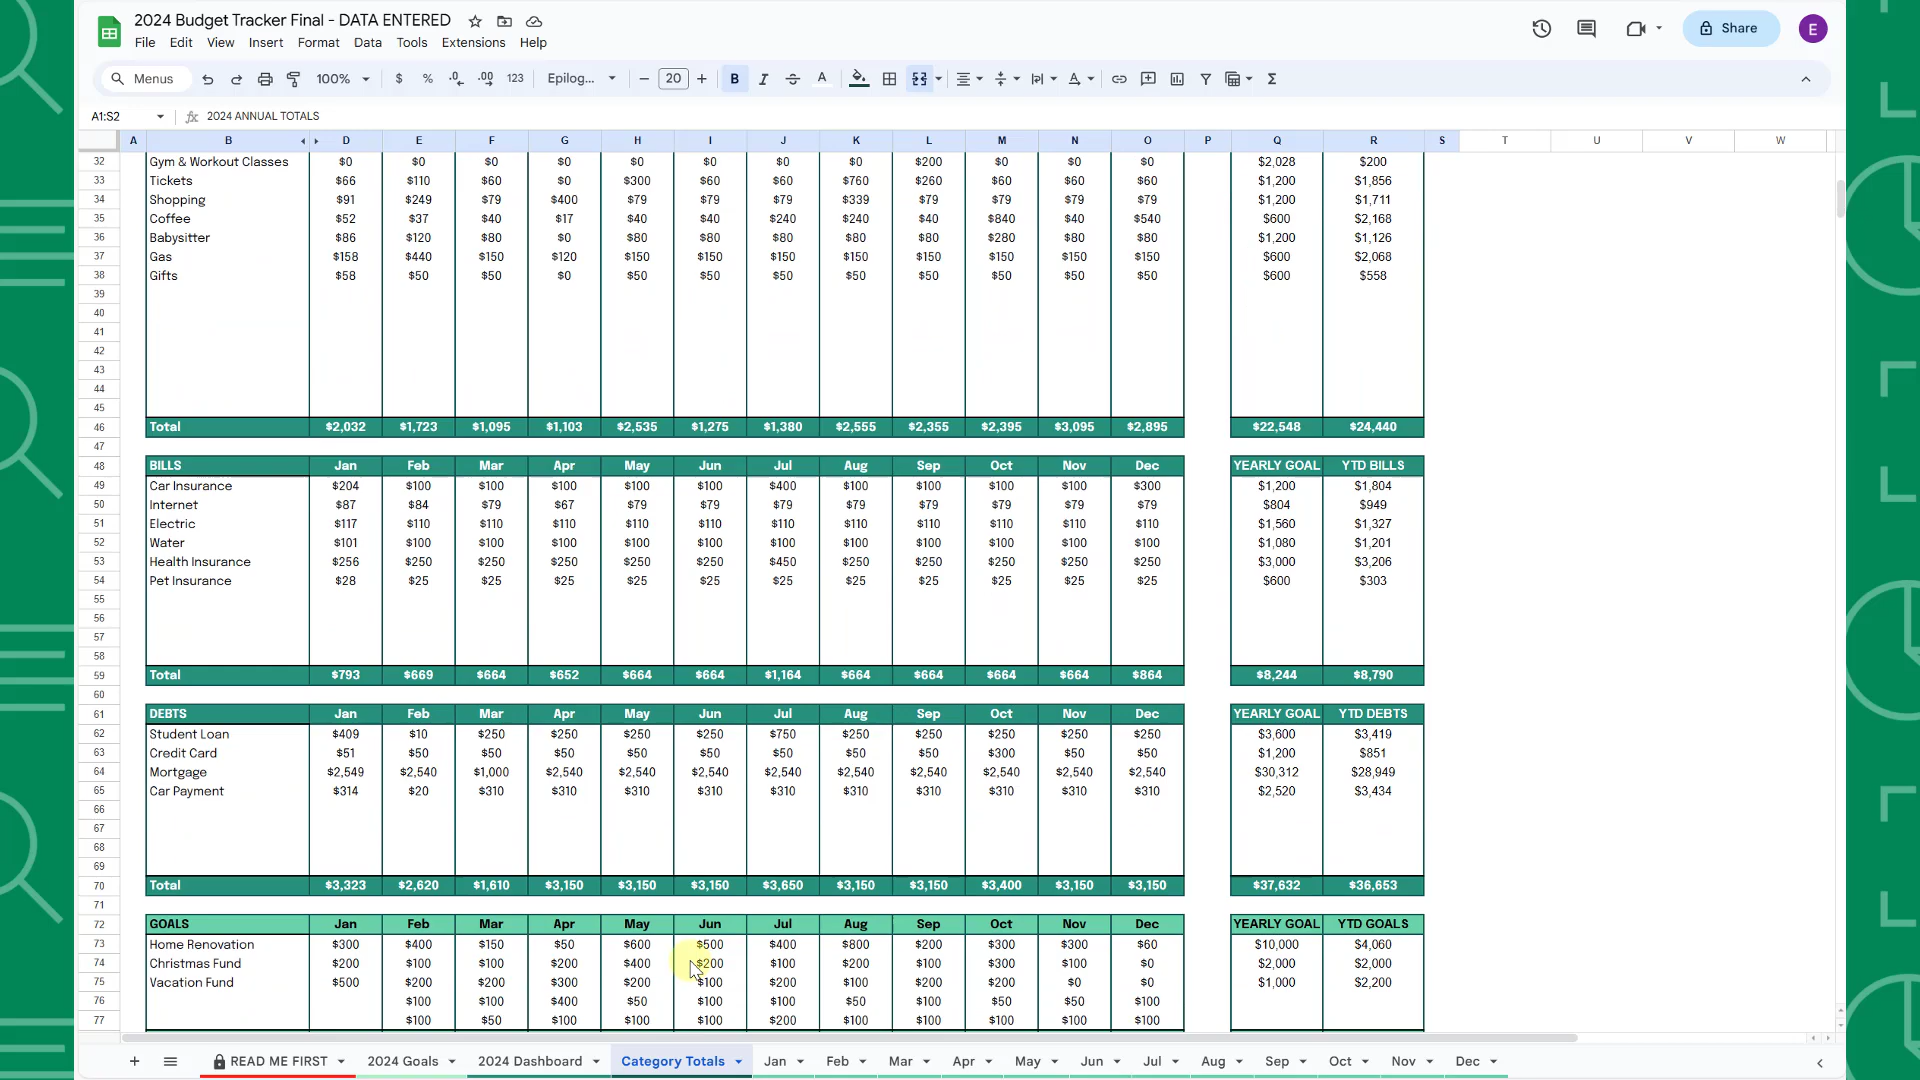 2024 Budget Tracker Final - DATA ENTERED
File Edit View Insert Format Data Tools Extensions Help
Share
E
Menus 100% $ % .0 .00 123 Epilog... − 20 + B I A Σ
A1:S2 fx 2024 ANNUAL TOTALS
A B D E F G H I J K L M N O P Q R S T U V W
32 Gym & Workout Classes $0 $0 $0 $0 $0 $0 $0 $0 $200 $0 $0 $0 $2,028 $200
33 Tickets $66 $110 $60 $0 $300 $60 $60 $760 $260 $60 $60 $60 $1,200 $1,856
34 Shopping $91 $249 $79 $400 $79 $79 $79 $339 $79 $79 $79 $79 $1,200 $1,711
35 Coffee $52 $37 $40 $17 $40 $40 $240 $240 $40 $840 $40 $540 $600 $2,168
36 Babysitter $86 $120 $80 $0 $80 $80 $80 $80 $80 $280 $80 $80 $1,200 $1,126
37 Gas $158 $440 $150 $120 $150 $150 $150 $150 $150 $150 $150 $150 $600 $2,068
38 Gifts $58 $50 $50 $0 $50 $50 $50 $50 $50 $50 $50 $50 $600 $558
39
40
41
42
43
44
45
46 Total $2,032 $1,723 $1,095 $1,103 $2,535 $1,275 $1,380 $2,555 $2,355 $2,395 $3,095 $2,895 $22,548 $24,440
47
48 BILLS Jan Feb Mar Apr May Jun Jul Aug Sep Oct Nov Dec YEARLY GOAL YTD BILLS
49 Car Insurance $204 $100 $100 $100 $100 $100 $400 $100 $100 $100 $100 $300 $1,200 $1,804
50 Internet $87 $84 $79 $67 $79 $79 $79 $79 $79 $79 $79 $79 $804 $949
51 Electric $117 $110 $110 $110 $110 $110 $110 $110 $110 $110 $110 $110 $1,560 $1,327
52 Water $101 $100 $100 $100 $100 $100 $100 $100 $100 $100 $100 $100 $1,080 $1,201
53 Health Insurance $256 $250 $250 $250 $250 $250 $450 $250 $250 $250 $250 $250 $3,000 $3,206
54 Pet Insurance $28 $25 $25 $25 $25 $25 $25 $25 $25 $25 $25 $25 $600 $303
55
56
57
58
59 Total $793 $669 $664 $652 $664 $664 $1,164 $664 $664 $664 $664 $864 $8,244 $8,790
60
61 DEBTS Jan Feb Mar Apr May Jun Jul Aug Sep Oct Nov Dec YEARLY GOAL YTD DEBTS
62 Student Loan $409 $10 $250 $250 $250 $250 $750 $250 $250 $250 $250 $250 $3,600 $3,419
63 Credit Card $51 $50 $50 $50 $50 $50 $50 $50 $50 $300 $50 $50 $1,200 $851
64 Mortgage $2,549 $2,540 $1,000 $2,540 $2,540 $2,540 $2,540 $2,540 $2,540 $2,540 $2,540 $2,540 $30,312 $28,949
65 Car Payment $314 $20 $310 $310 $310 $310 $310 $310 $310 $310 $310 $310 $2,520 $3,434
66
67
68
69
70 Total $3,323 $2,620 $1,610 $3,150 $3,150 $3,150 $3,650 $3,150 $3,150 $3,400 $3,150 $3,150 $37,632 $36,653
71
72 GOALS Jan Feb Mar Apr May Jun Jul Aug Sep Oct Nov Dec YEARLY GOAL YTD GOALS
73 Home Renovation $300 $400 $150 $50 $600 $500 $400 $800 $200 $300 $300 $60 $10,000 $4,060
74 Christmas Fund $200 $100 $100 $200 $400 $200 $100 $200 $100 $300 $100 $0 $2,000 $2,000
75 Vacation Fund $500 $200 $200 $300 $200 $100 $200 $100 $200 $200 $0 $0 $1,000 $2,200
76 $100 $100 $400 $50 $100 $100 $50 $100 $50 $50 $100
77 $100 $50 $100 $100 $100 $200 $100 $100 $100 $100 $100
READ ME FIRST 2024 Goals 2024 Dashboard Category Totals Jan Feb Mar Apr May Jun Jul Aug Sep Oct Nov Dec